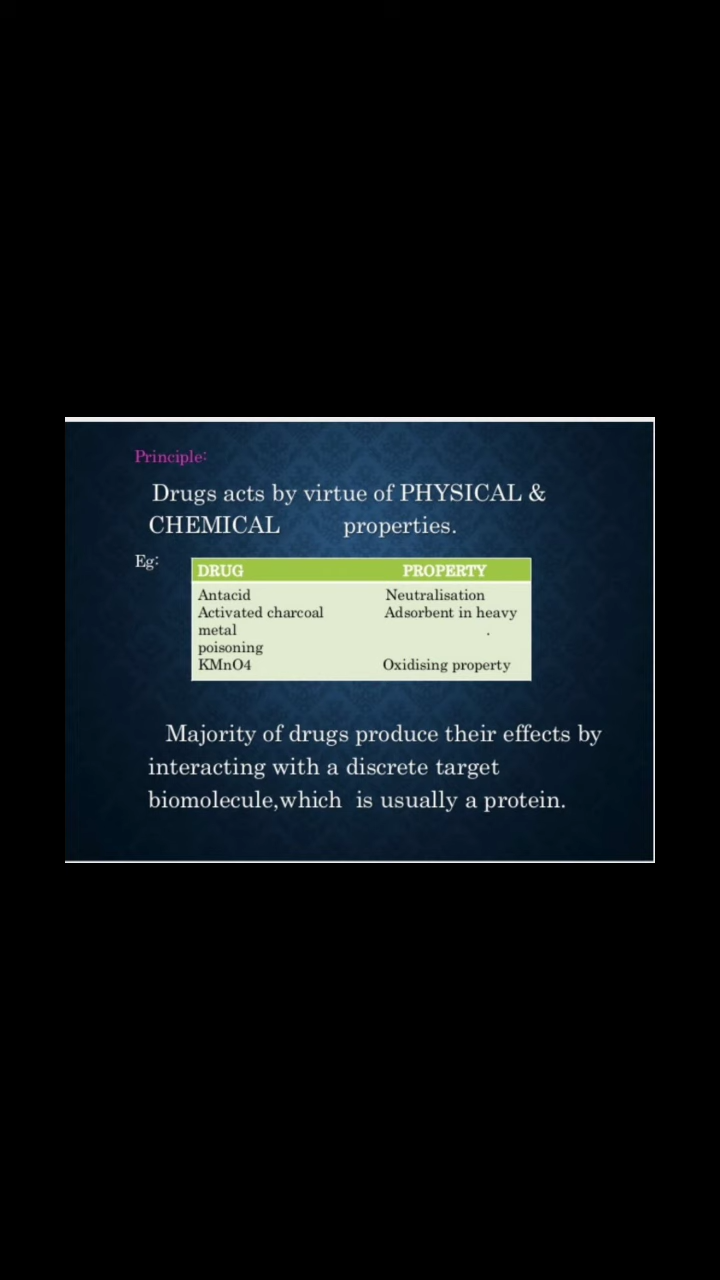 Principle:
Drugs acts by virtue of PHYSICAL &
CHEMICAL properties.
Eg:
DRUG PROPERTY
Antacid Neutralisation
Activated charcoal Adsorbent in heavy
metal .
poisoning
KMnO4 Oxidising property
Majority of drugs produce their effects by
interacting with a discrete target
biomolecule,which is usually a protein.